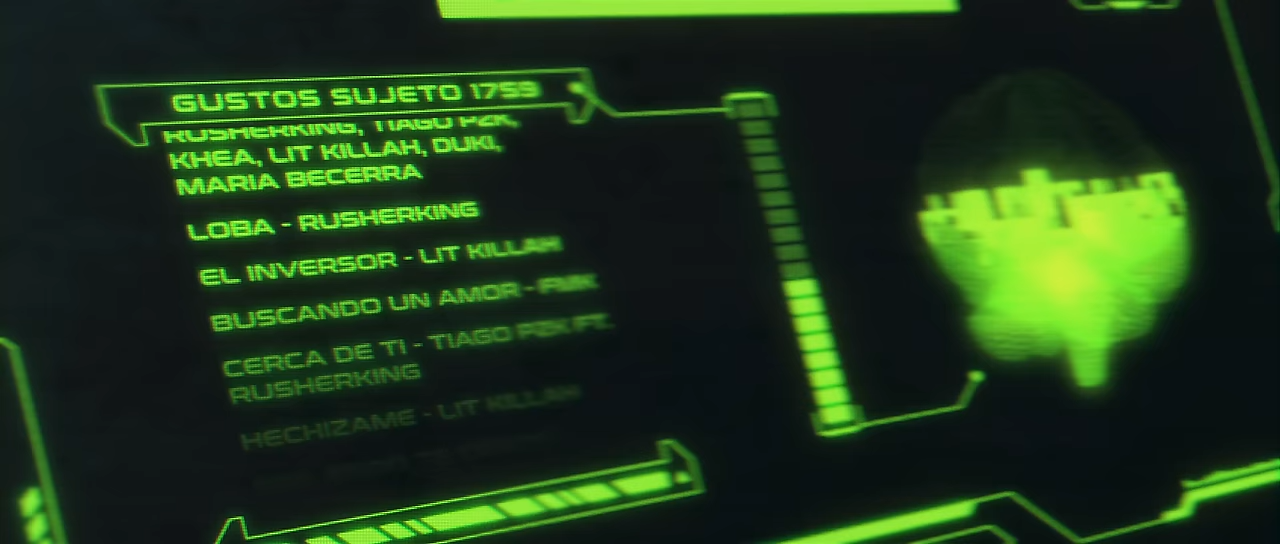 GUSTOS SUJETO 1759
RUSHERKING, TIAGO PZK,
KHEA, LIT KILLAH, DUKI,
MARIA BECERRA
LOBA - RUSHERKING
EL INVERSOR - LIT KILLAH
BUSCANDO UN AMOR - FMK
CERCA DE TI - TIAGO PZK FT.
RUSHERKING
HECHIZAME - LIT KILLAH